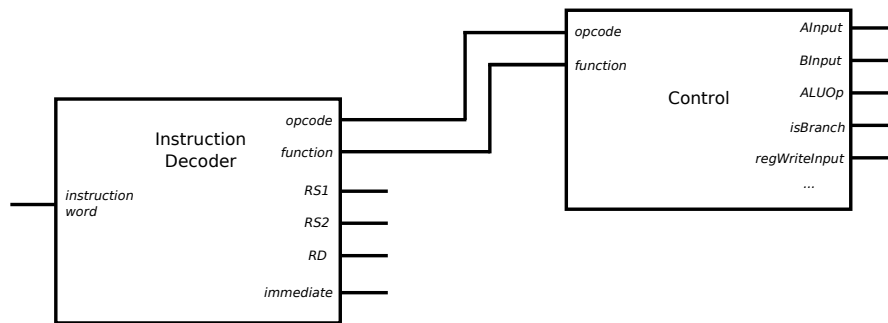 instruction
word
Instruction
Decoder
opcode
function
RS1
RS2
RD
immediate
opcode
function
Control
AInput
BInput
ALUOp
isBranch
regWriteInput
...